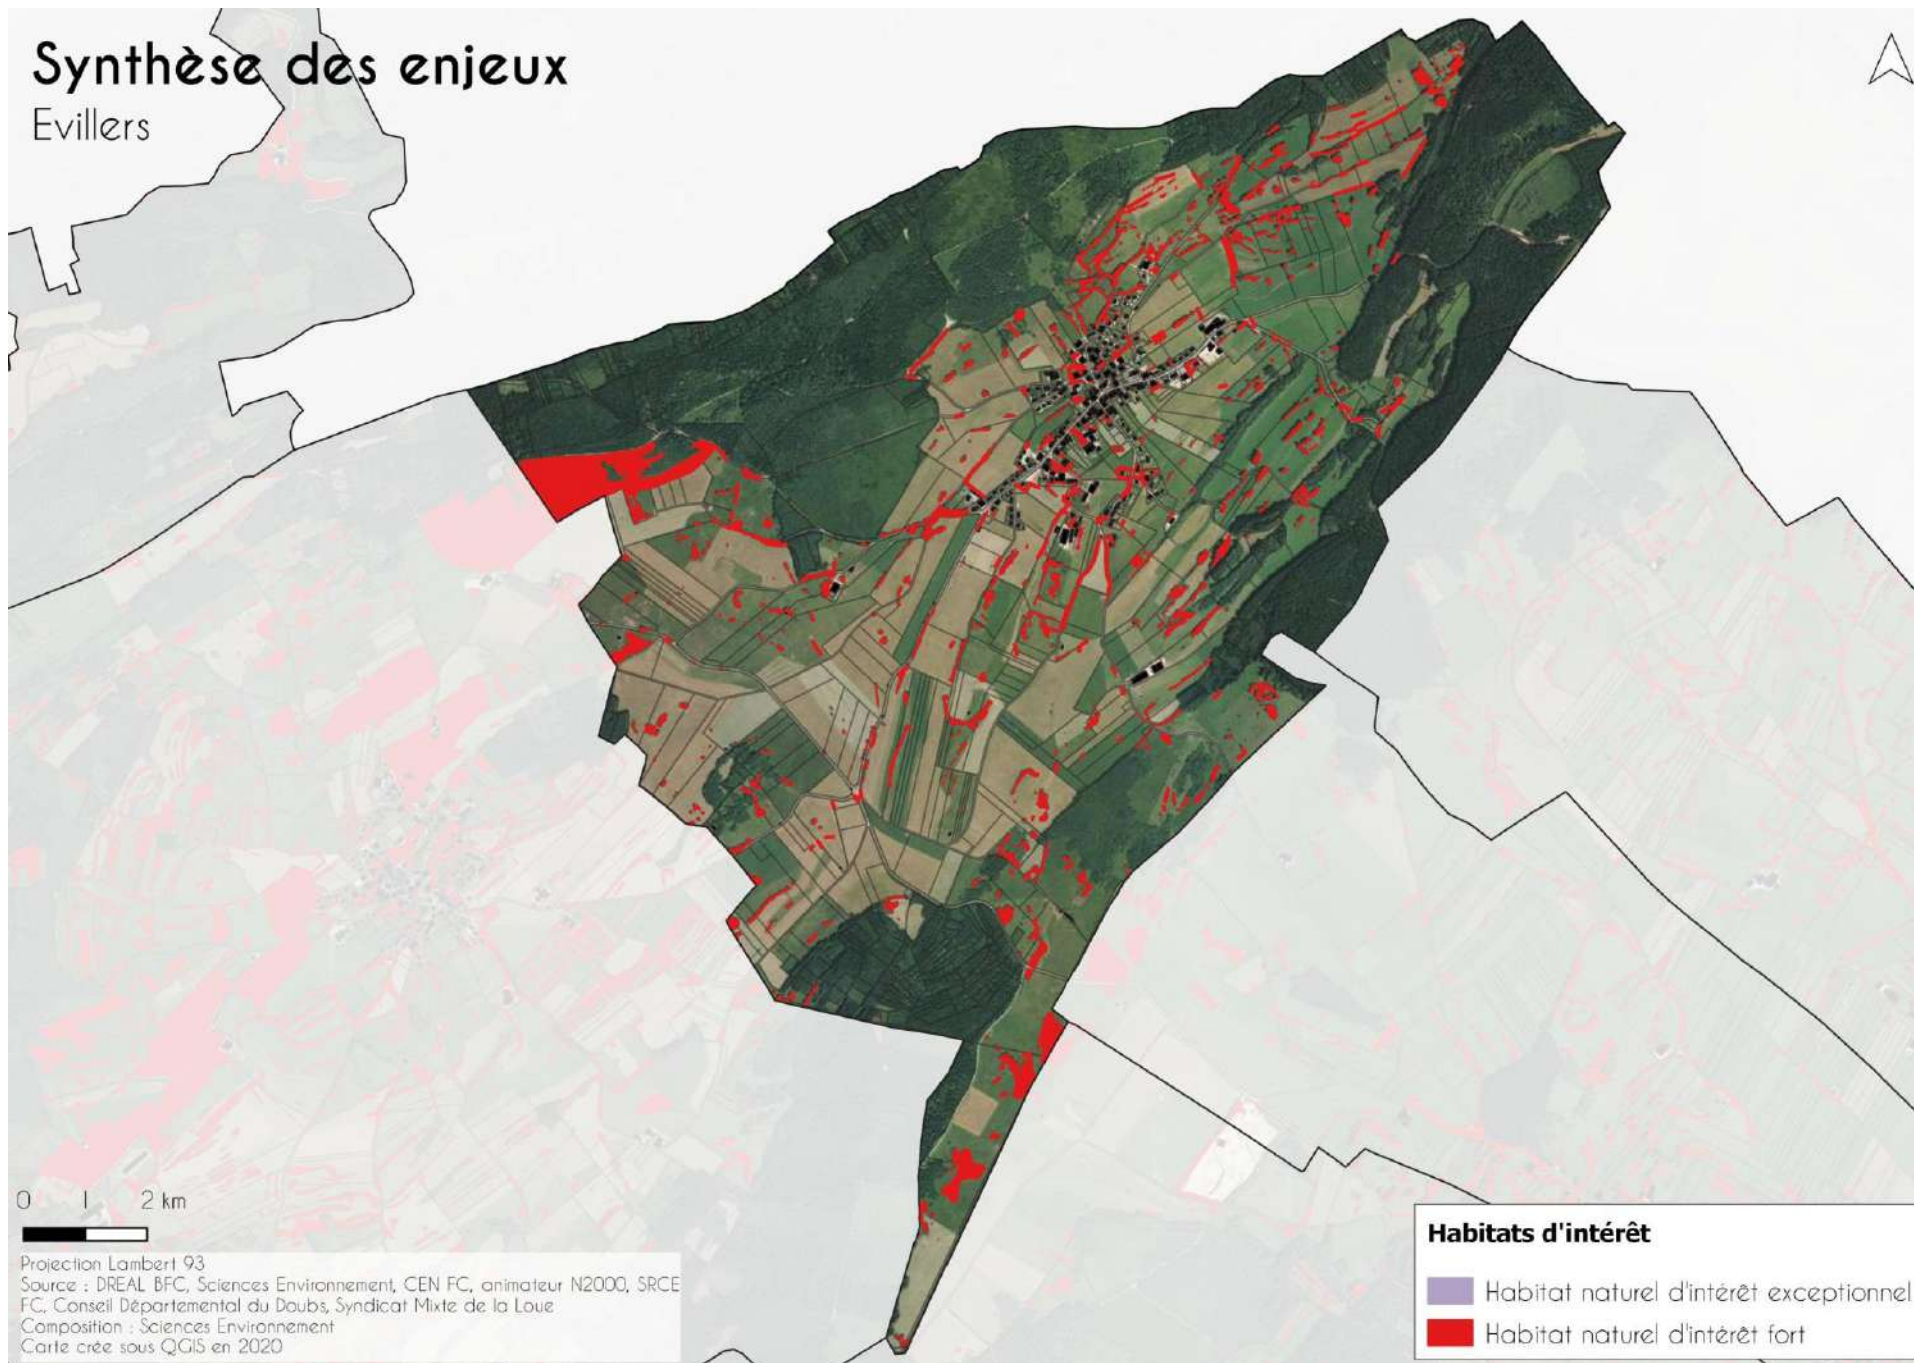 Synthèse des enjeux
Evillers
0 1 2 km
Projection Lambert 93
Source : DREAL BFC, Sciences Environnement, CEN FC, animateur N2000, SRCE
FC, Conseil Départemental du Doubs, Syndicat Mixte de la Loue
Composition : Sciences Environnement
Carte crée sous QGIS en 2020
Habitats d'intérêt
Habitat naturel d'intérêt exceptionnel
Habitat naturel d'intérêt fort